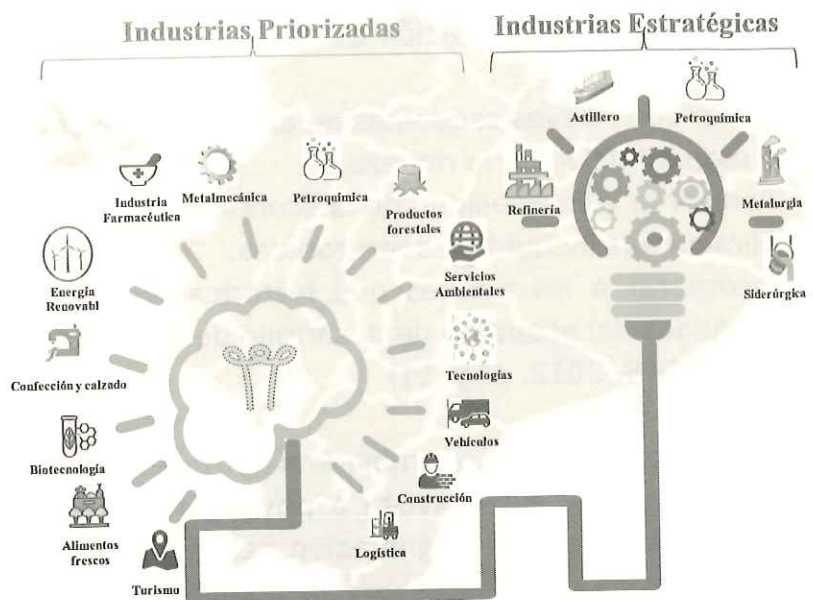 Industrias Priorizadas
Industrias Estratégicas
Astillero
Petroquímica
Refinería
Metalurgia
Siderúrgica
Industria
Farmacéutica
Metalmecánica
Petroquímica
Productos
forestales
Servicios
Ambientales
Energía
Renovabl
Tecnologías
Confección y calzado
Vehículos
Biotecnología
Construcción
Alimentos
frescos
Logística
Turismo